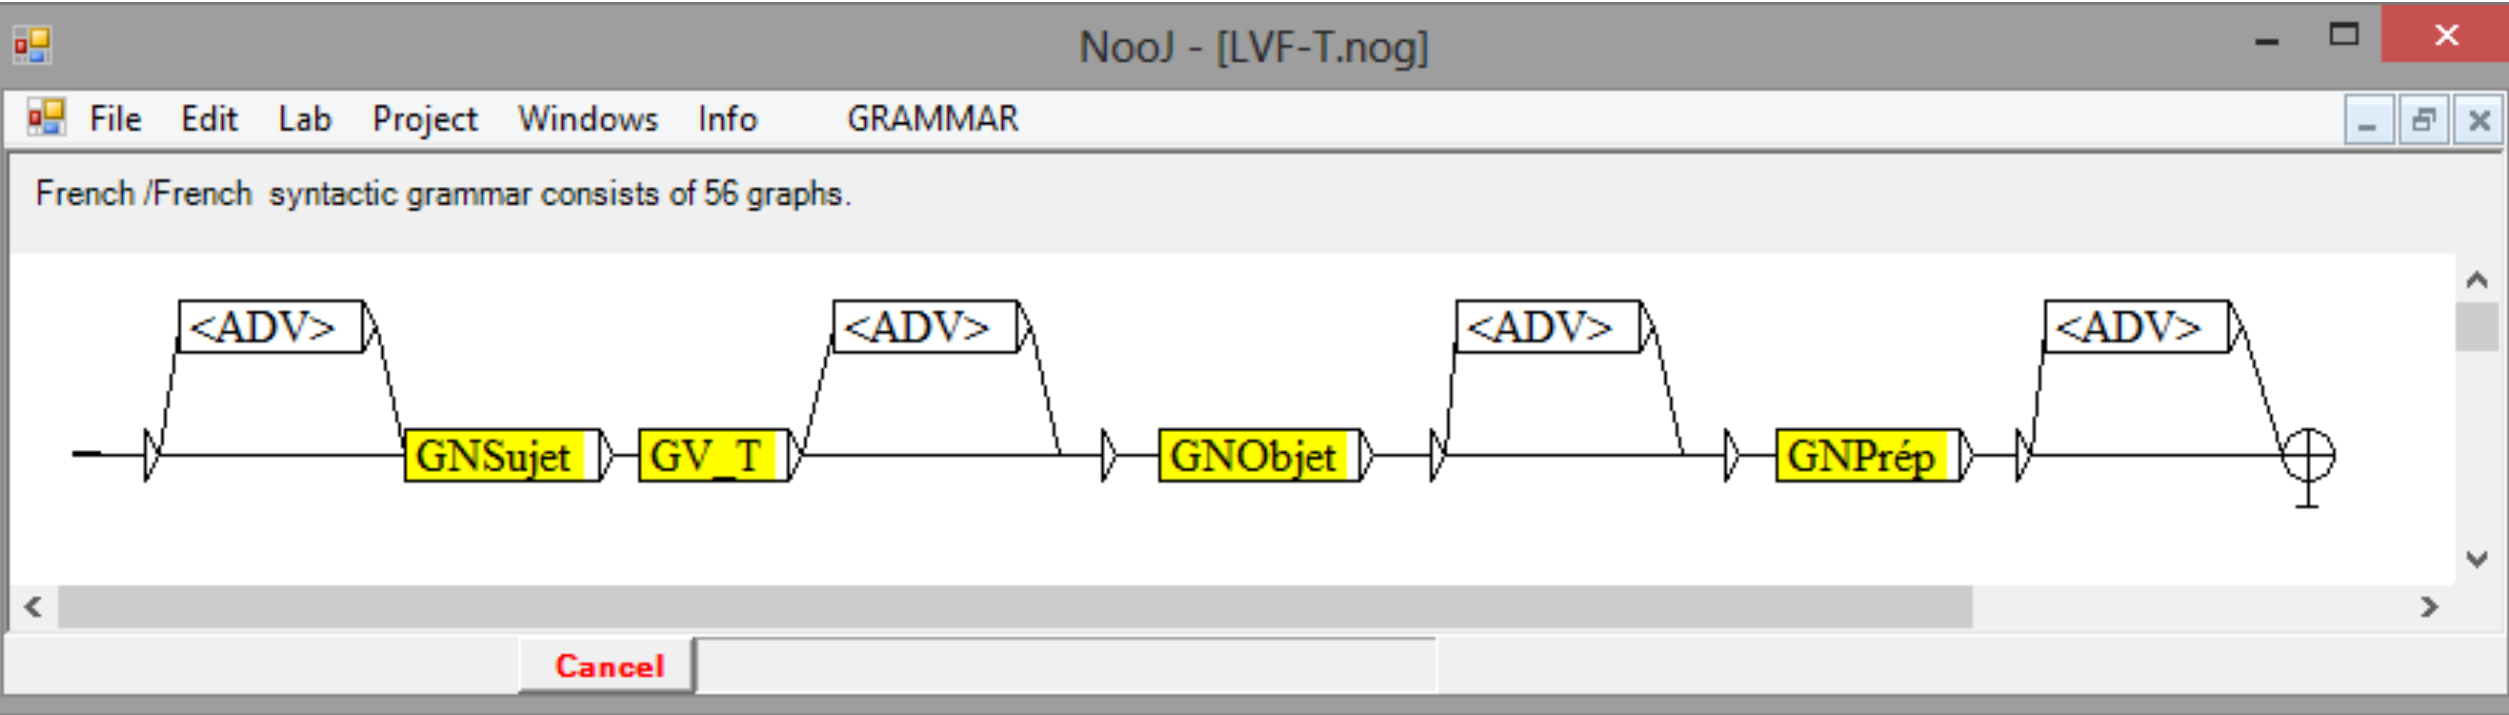 NooJ - [LVF-T.nog]
File Edit Lab Project Windows Info GRAMMAR
French /French syntactic grammar consists of 56 graphs.
<ADV> <ADV> <ADV> <ADV>
GNSujet GV_T GNObjet GNPrép
Cancel